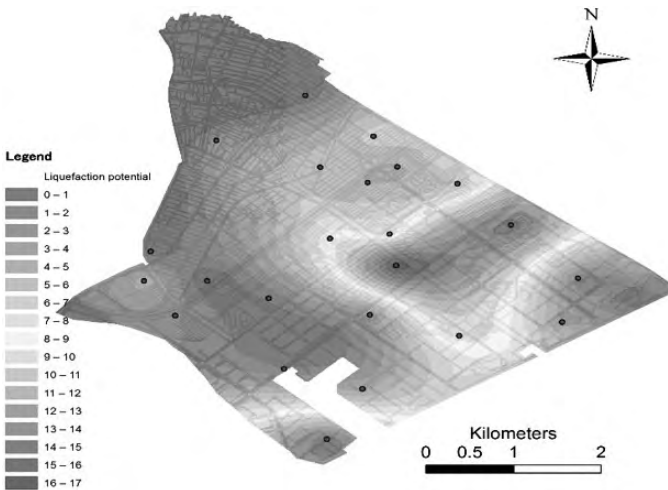 N
Legend
Liquefaction potential
0 – 1
1 – 2
2 – 3
3 – 4
4 – 5
5 – 6
6 – 7
7 – 8
8 – 9
9 – 10
10 – 11
11 – 12
12 – 13
13 – 14
14 – 15
15 – 16
16 – 17
Kilometers
0 0.5 1 2